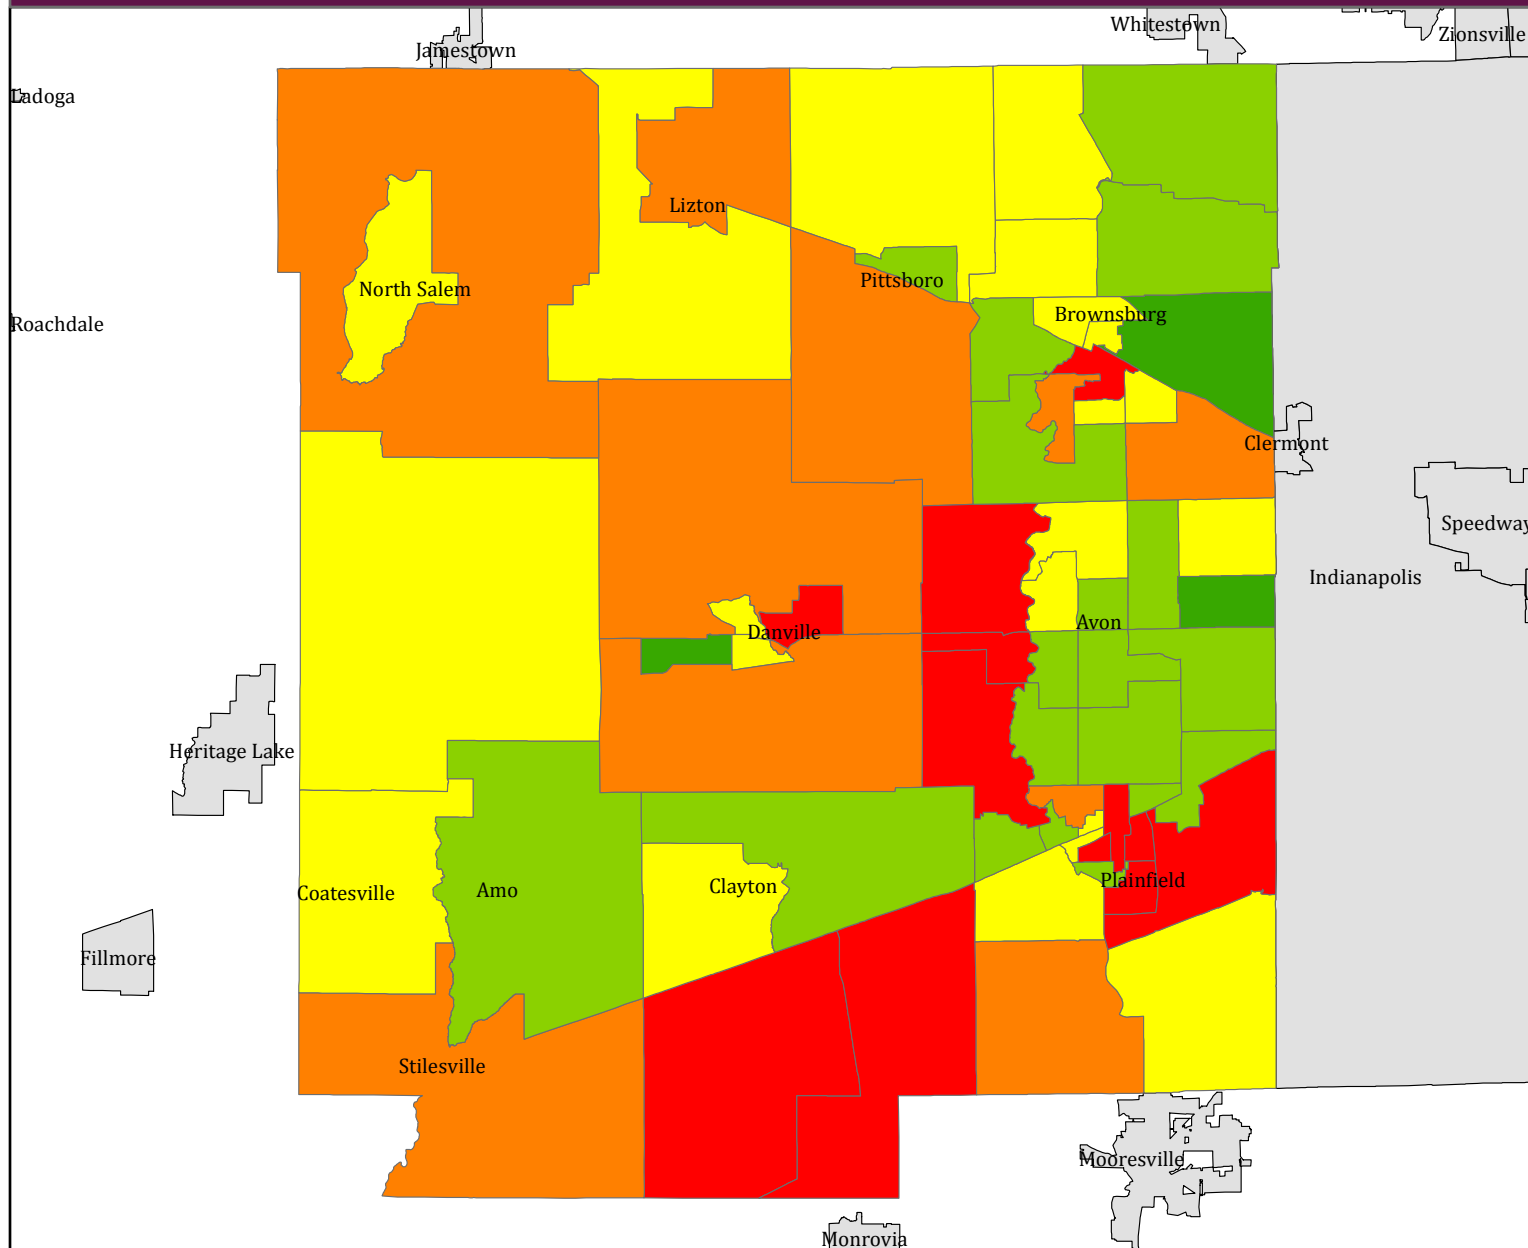 Whitestown
Zionsville
Jamestown
Ladoga
Lizton
Pittsboro
North Salem
Brownsburg
Roachdale
Clermont
Speedway
Indianapolis
Avon
Danville
Heritage Lake
Plainfield
Clayton
Amo
Coatesville
Fillmore
Stilesville
Mooresville
Monrovia